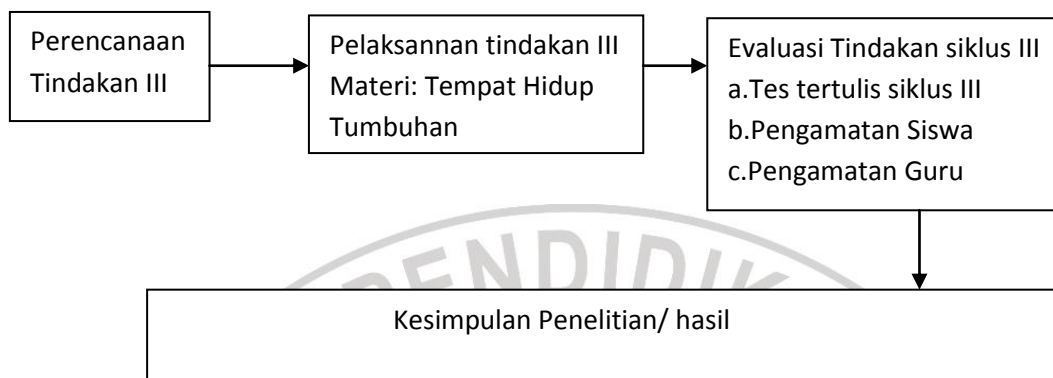 Perencanaan
Tindakan III
Pelaksannan tindakan III
Materi: Tempat Hidup
Tumbuhan
Evaluasi Tindakan siklus III
a.Tes tertulis siklus III
b.Pengamatan Siswa
c.Pengamatan Guru
Kesimpulan Penelitian/ hasil